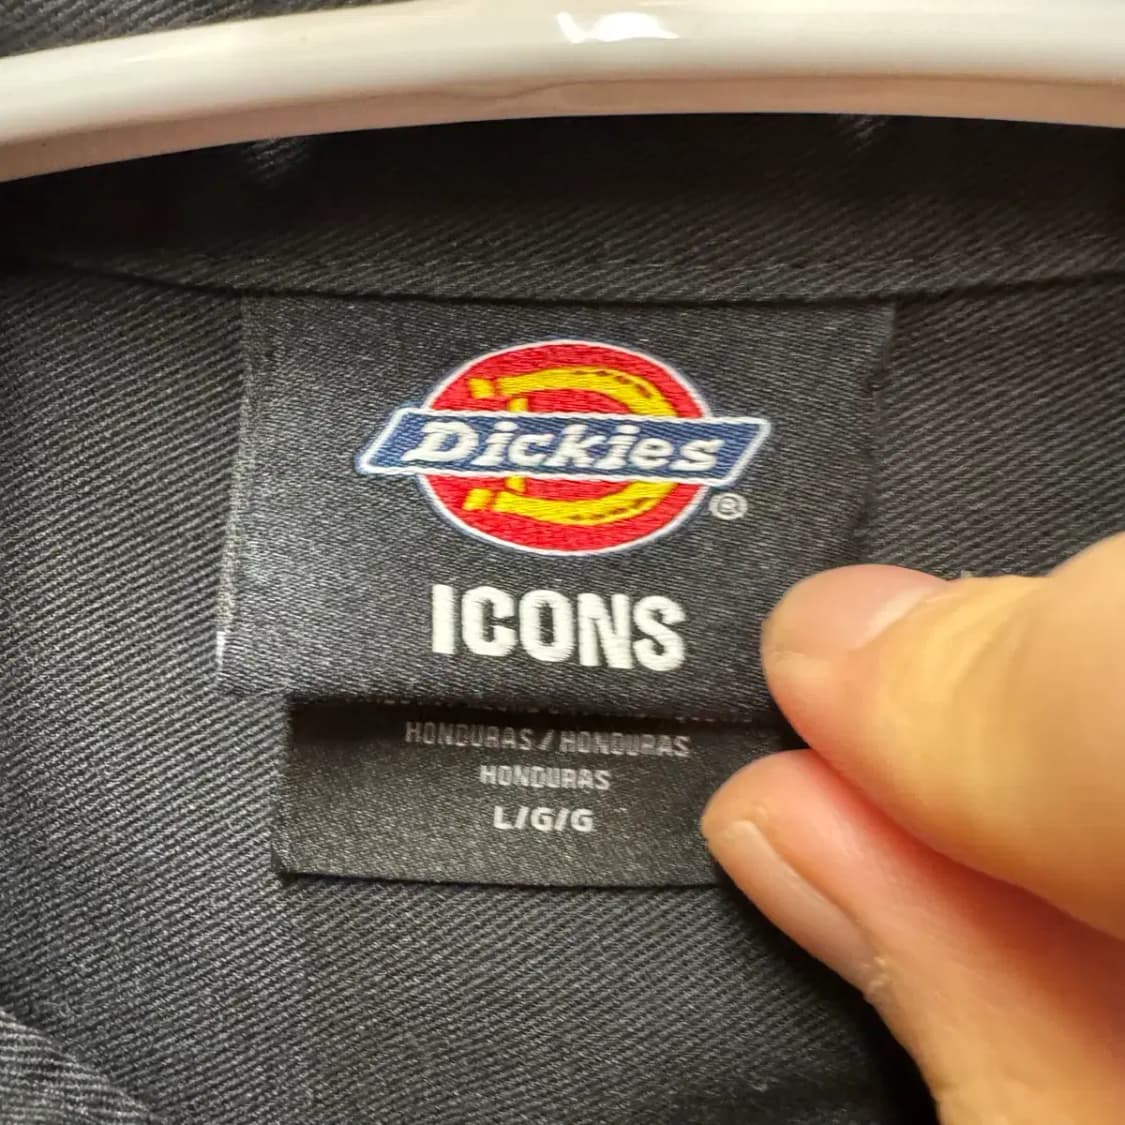 Dickies
®
ICONS
HONDURAS / HONDURAS
HONDURAS
L/G/G